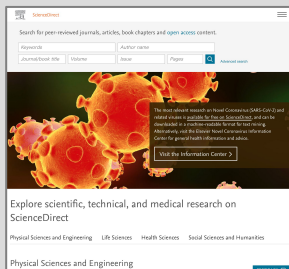 ScienceDirect
Search for peer-reviewed journals, articles, book chapters and open access content.
Keywords
Author name
Journal/book title
Volume
Issue
Pages
Advanced search
The most relevant research on Novel Coronavirus (SARS-CoV-2) and
related viruses is available for free on ScienceDirect, and can be
downloaded in a machine-readable format for text mining.
Alternatively, visit the Elsevier Novel Coronavirus Information
Center for general health information and advice.
Visit the Information Center >
Explore scientific, technical, and medical research on
ScienceDirect
Physical Sciences and Engineering
Life Sciences
Health Sciences
Social Sciences and Humanities
Physical Sciences and Engineering